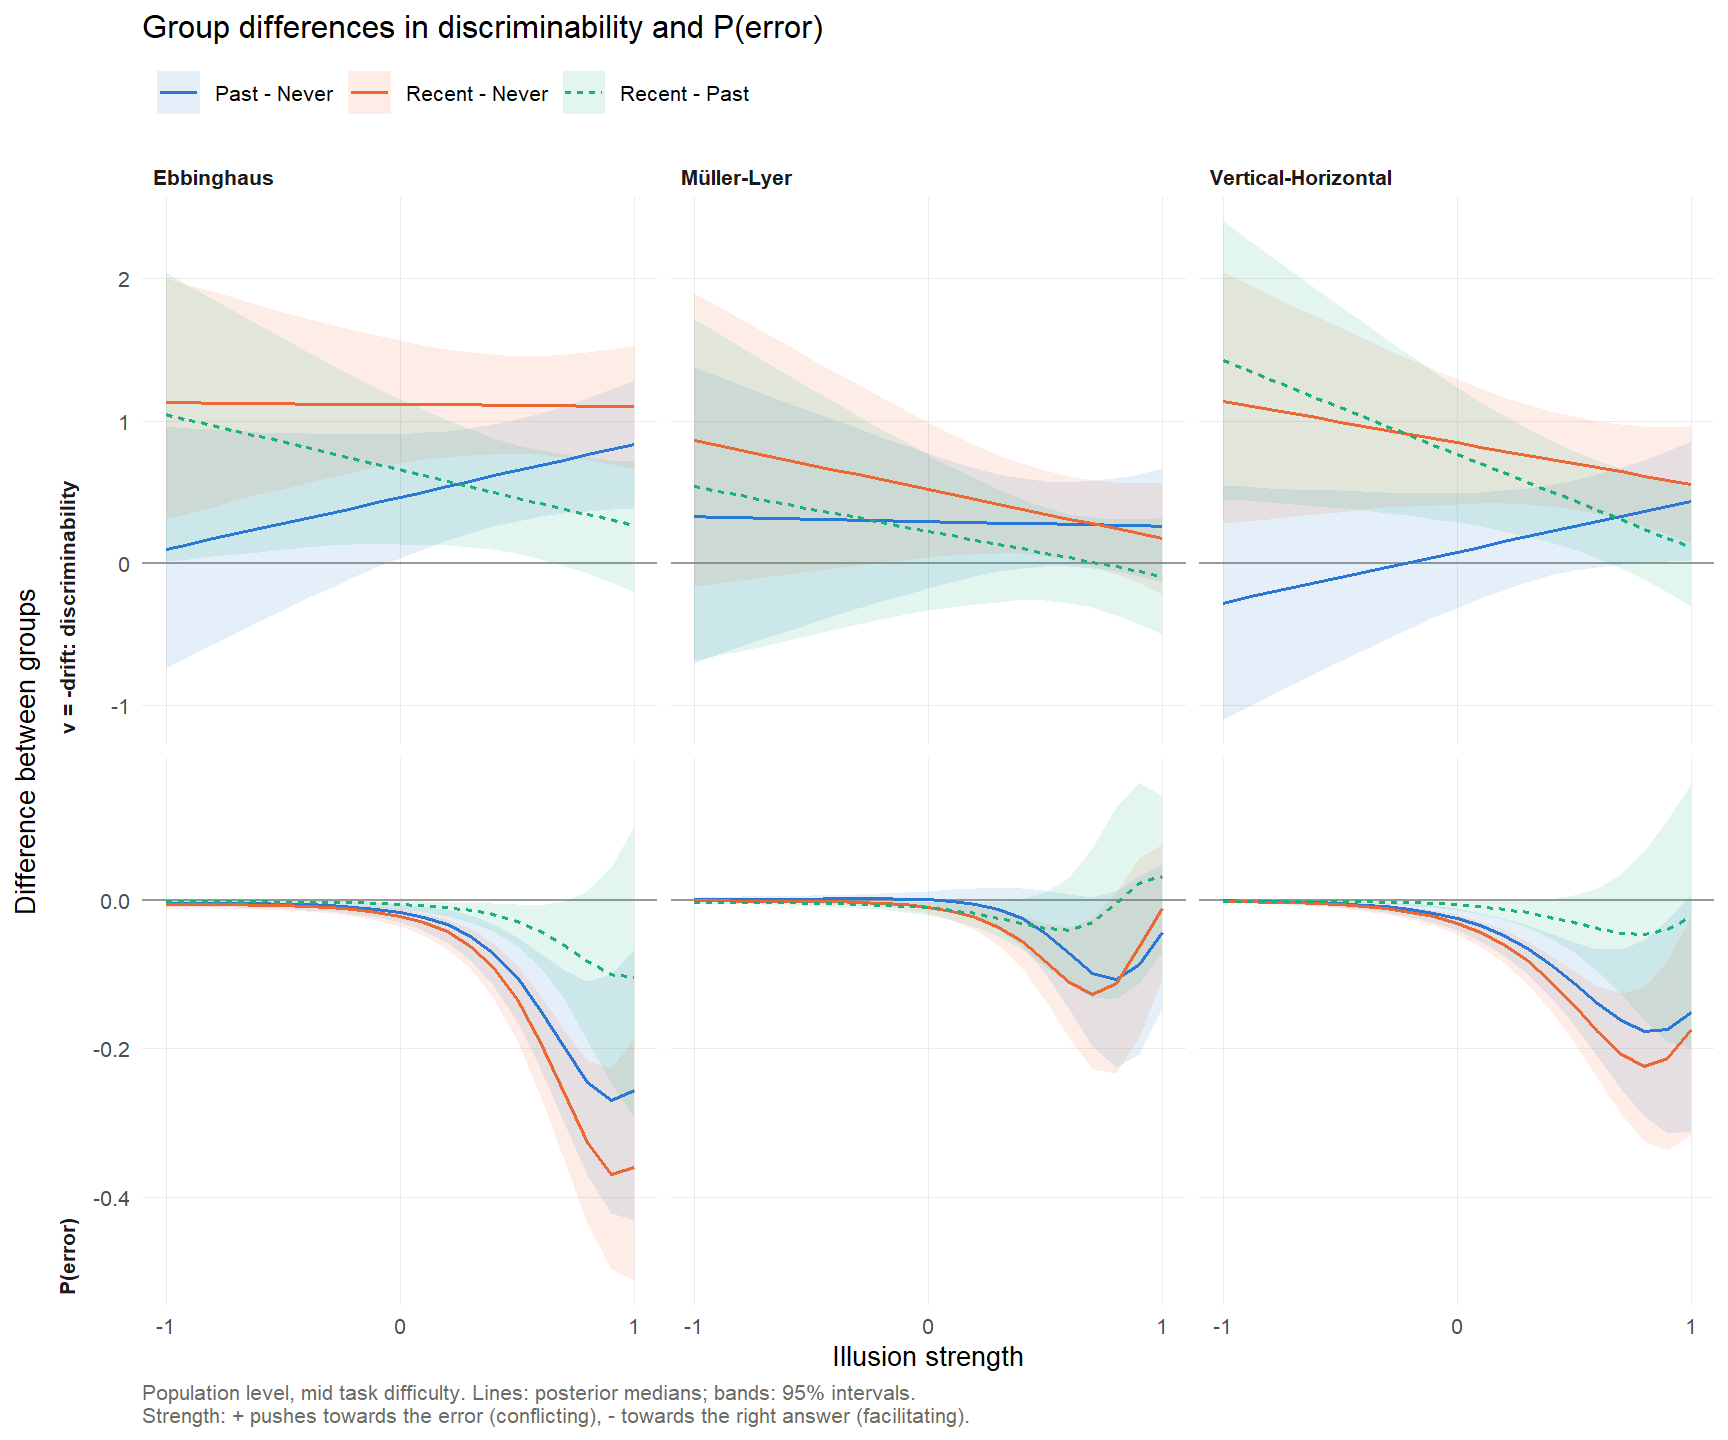 Group differences in discriminability and P(error)
Past - Never
Recent - Never
Recent - Past
Ebbinghaus
Müller-Lyer
Vertical-Horizontal
Difference between groups
v = -drift: discriminability
2
1
0
-1
P(error)
0.0
-0.2
-0.4
-1 0 1
-1 0 1
-1 0 1
Illusion strength
Population level, mid task difficulty. Lines: posterior medians; bands: 95% intervals.
Strength: + pushes towards the error (conflicting), - towards the right answer (facilitating).